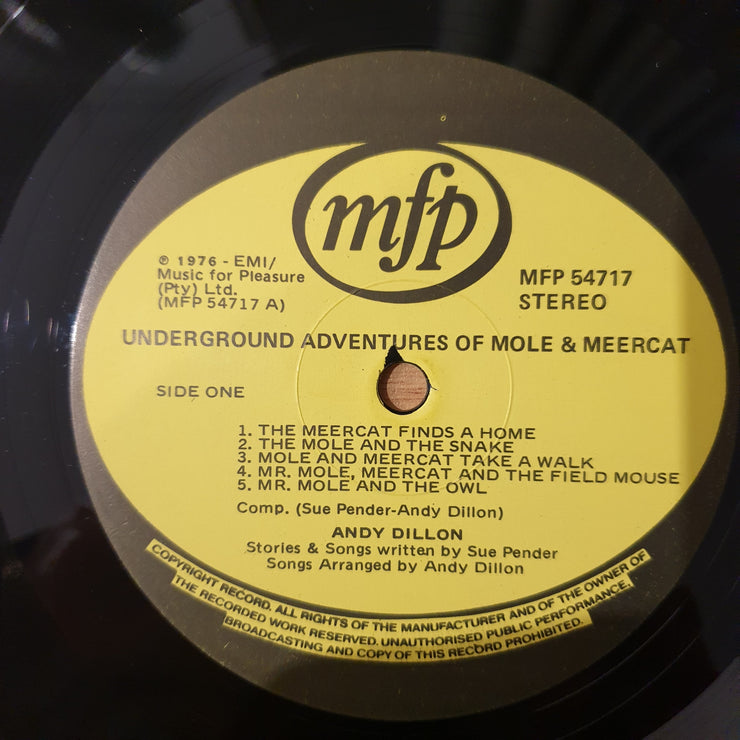 mfp
℗ 1976 - EMI/
Music for Pleasure
(Pty) Ltd.
(MFP 54717 A)
MFP 54717
STEREO
UNDERGROUND ADVENTURES OF MOLE & MEERCAT
SIDE ONE
1. THE MEERCAT FINDS A HOME
2. THE MOLE AND THE SNAKE
3. MOLE AND MEERCAT TAKE A WALK
4. MR. MOLE, MEERCAT AND THE FIELD MOUSE
5. MR. MOLE AND THE OWL
Comp. (Sue Pender-Andy Dillon)
ANDY DILLON
Stories & Songs written by Sue Pender
Songs Arranged by Andy Dillon
COPYRIGHT RECORD. ALL RIGHTS OF THE MANUFACTURER AND OF THE OWNER OF
THE RECORDED WORK RESERVED. UNAUTHORISED PUBLIC PERFORMANCE,
BROADCASTING AND COPY OF THIS RECORD PROHIBITED.